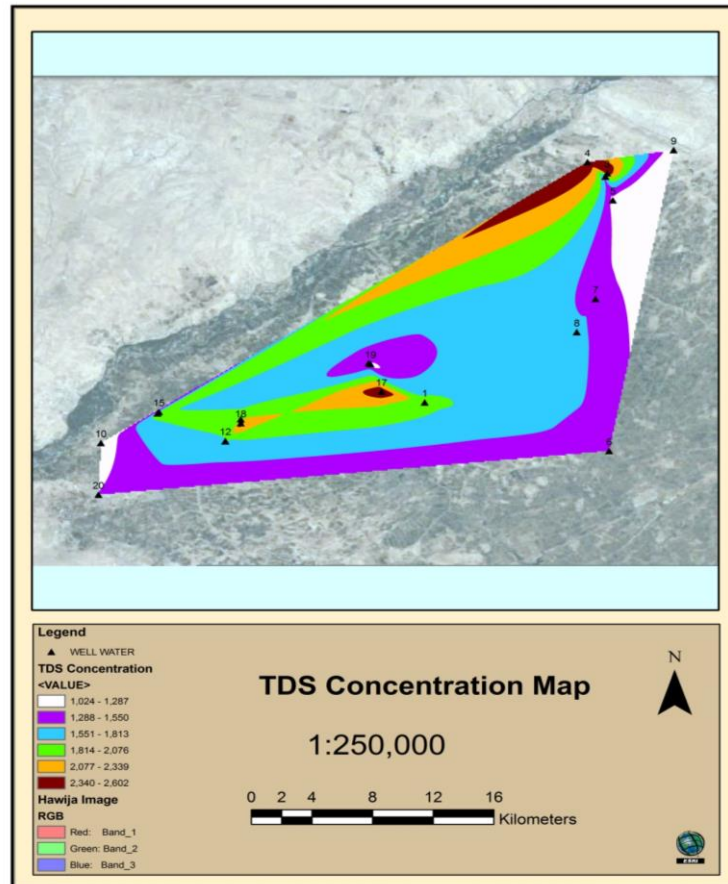 4
9
7
8
19
17
1
15
18
12
10
20
Legend
WELL WATER
TDS Concentration
<VALUE>
1,024 - 1,287
1,288 - 1,550
1,551 - 1,813
1,814 - 2,076
2,077 - 2,339
2,340 - 2,602
Hawija Image
RGB
Red: Band_1
Green: Band_2
Blue: Band_3
TDS Concentration Map
1:250,000
0 2 4 8 12 16
Kilometers
N
ESRI